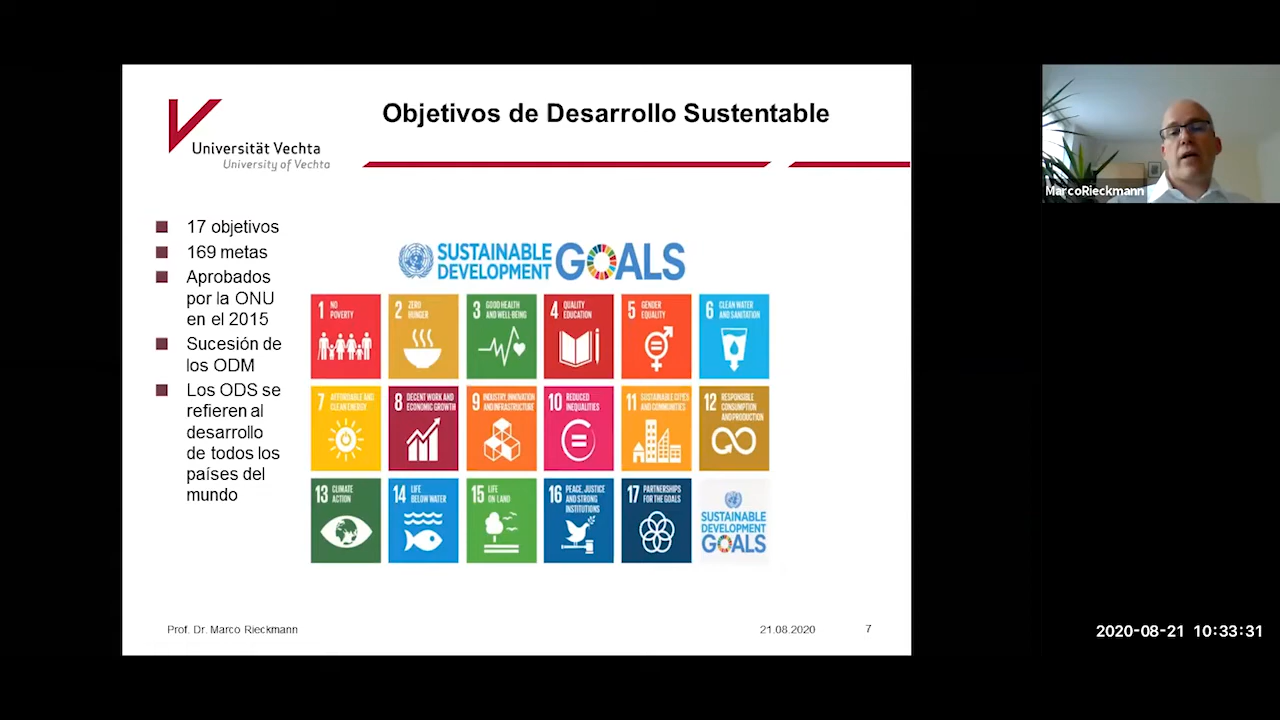 Objetivos de Desarrollo Sustentable
Universität Vechta
University of Vechta
MarcoRieckmann
17 objetivos
169 metas
Aprobados
por la ONU
en el 2015
Sucesión de
los ODM
Los ODS se
refieren al
desarrollo
de todos los
países del
mundo
SUSTAINABLE
DEVELOPMENT
GOALS
1 NO
POVERTY
2 ZERO
HUNGER
3 GOOD HEALTH
AND WELL-BEING
4 QUALITY
EDUCATION
5 GENDER
EQUALITY
6 CLEAN WATER
AND SANITATION
7 AFFORDABLE AND
CLEAN ENERGY
8 DECENT WORK AND
ECONOMIC GROWTH
9 INDUSTRY, INNOVATION
AND INFRASTRUCTURE
10 REDUCED
INEQUALITIES
11 SUSTAINABLE CITIES
AND COMMUNITIES
12 RESPONSIBLE
CONSUMPTION
AND PRODUCTION
13 CLIMATE
ACTION
14 LIFE
BELOW WATER
15 LIFE
ON LAND
16 PEACE, JUSTICE
AND STRONG
INSTITUTIONS
17 PARTNERSHIPS
FOR THE GOALS
SUSTAINABLE
DEVELOPMENT
GOALS
Prof. Dr. Marco Rieckmann
21.08.2020
7
2020-08-21 10:33:31